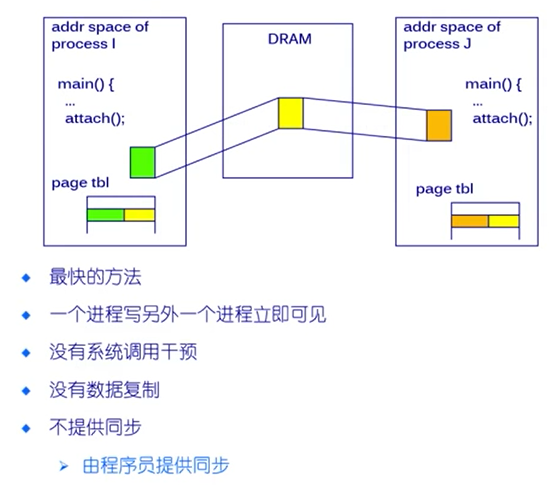 addr space of
process I
main() {
...
attach();
page tbl
DRAM
addr space of
process J
main() {
...
attach();
page tbl
最快的方法
一个进程写另外一个进程立即可见
没有系统调用干预
没有数据复制
不提供同步
由程序员提供同步